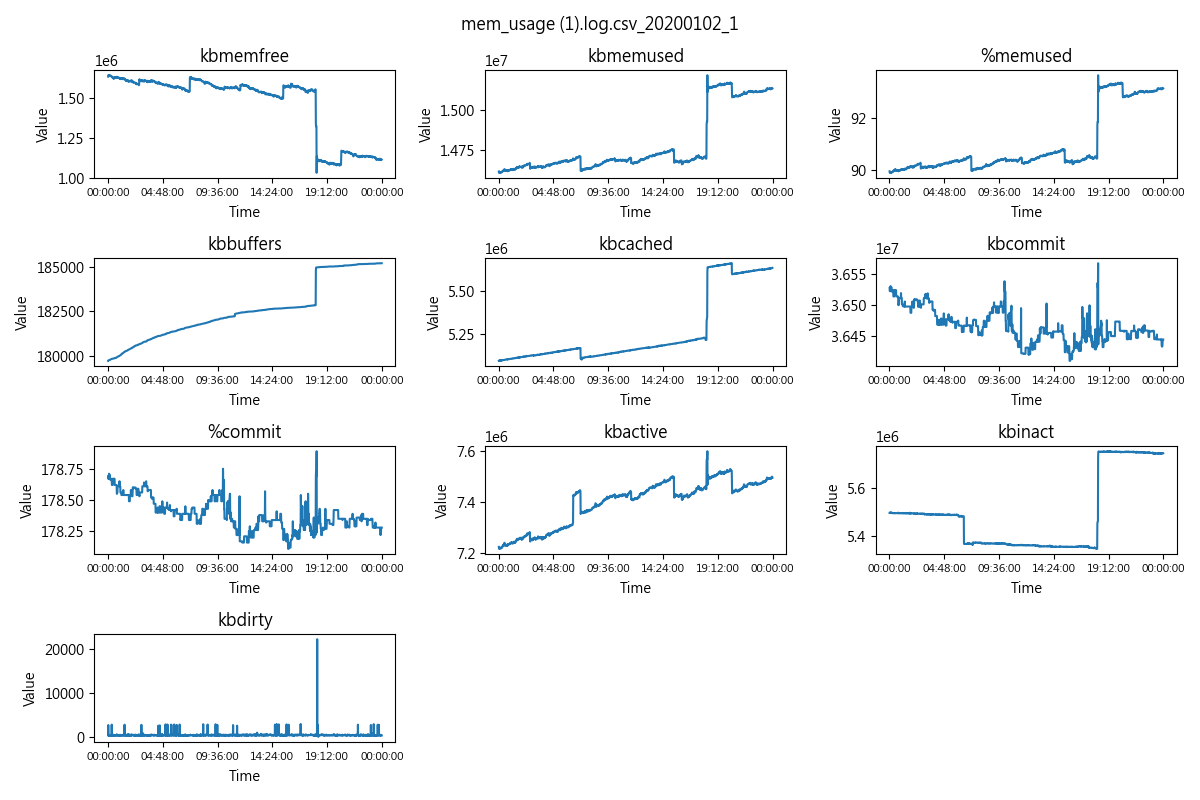 mem_usage (1).log.csv_20200102_1
kbmemfree
1e6
1.50
1.25
1.00
Value
00:00:00 04:48:00 09:36:00 14:24:00 19:12:00 00:00:00
Time
kbmemused
1e7
1.500
1.475
Value
00:00:00 04:48:00 09:36:00 14:24:00 19:12:00 00:00:00
Time
%memused
92
90
Value
00:00:00 04:48:00 09:36:00 14:24:00 19:12:00 00:00:00
Time
kbbuffers
185000
182500
180000
Value
00:00:00 04:48:00 09:36:00 14:24:00 19:12:00 00:00:00
Time
kbcached
1e6
5.50
5.25
Value
00:00:00 04:48:00 09:36:00 14:24:00 19:12:00 00:00:00
Time
kbcommit
1e7
3.655
3.650
3.645
Value
00:00:00 04:48:00 09:36:00 14:24:00 19:12:00 00:00:00
Time
%commit
178.75
178.50
178.25
Value
00:00:00 04:48:00 09:36:00 14:24:00 19:12:00 00:00:00
Time
kbactive
1e6
7.6
7.4
7.2
Value
00:00:00 04:48:00 09:36:00 14:24:00 19:12:00 00:00:00
Time
kbinact
1e6
5.6
5.4
Value
00:00:00 04:48:00 09:36:00 14:24:00 19:12:00 00:00:00
Time
kbdirty
20000
10000
0
Value
00:00:00 04:48:00 09:36:00 14:24:00 19:12:00 00:00:00
Time